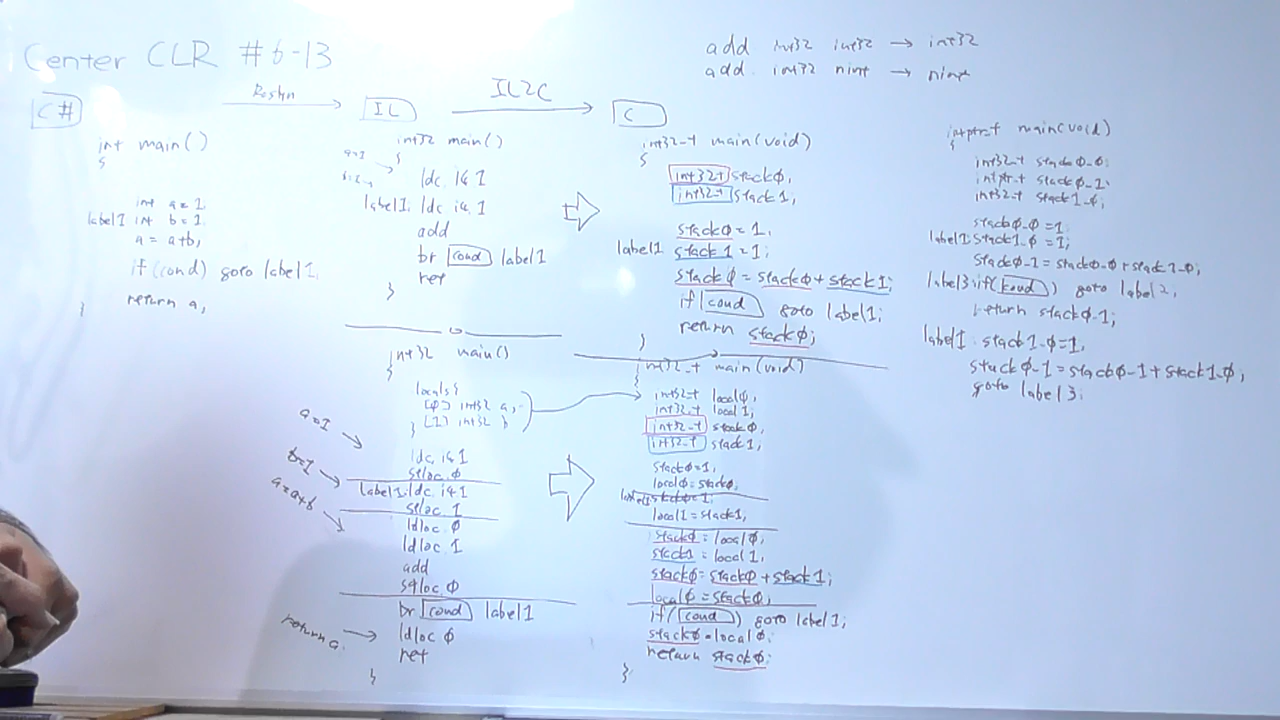 Center CLR #6-13
add int32 int32 → int32
add int32 nint → nint
C#
IL
IL2C
C
int main()
{
int a = 1
label1 int b = 1
a = a+b,
if (cond) goto label1
return a,
}
int32 main()
{
a=1
ldc. i4 1
label1: ldc i4. 1
add
br cond label1
ret
}
int32_t main(void)
{
int32_t stack0,
int32_t stack1,
stack0 = 1,
label1 stack1 = 1;
stack0 = stack0 + stack1;
if(cond) goto label1;
return stack0;
}
intptr_t main(void)
{
int32_t stack0_0;
intptr_t stack0_1;
int32_t stack1_0;
stack0_0 = 1;
label1: stack1_0 = 1;
stack0_1 = stack0_0 + stack1_0;
label3: if(cond) goto label2,
return stack0_1;
label1. stack1_0 = 1,
stack0_1 = stack0_1 + stack1_0;
goto label3;
int32 main()
{
locals{
[0] int32 a,
[1] int32 b
}
a=1
ldc. i4 1
stloc. 0
b=1
label1: ldc. i4 1
stloc. 1
a=a+b
ldloc 0
ldloc. 1
add
stloc 0
br cond label1
return a.
ldloc 0
ret
}
int32_t main(void)
{
int32_t local0,
int32_t local1,
int32_t stack0,
int32_t stack1,
stack0 = 1,
local0 = stack0,
local1 = stack1,
stack0 = local0,
stack1 = local1,
stack0 = stack0 + stack1;
local0 = stack0,
if(cond) goto label1;
stack0 = local0.
return stack0;
}